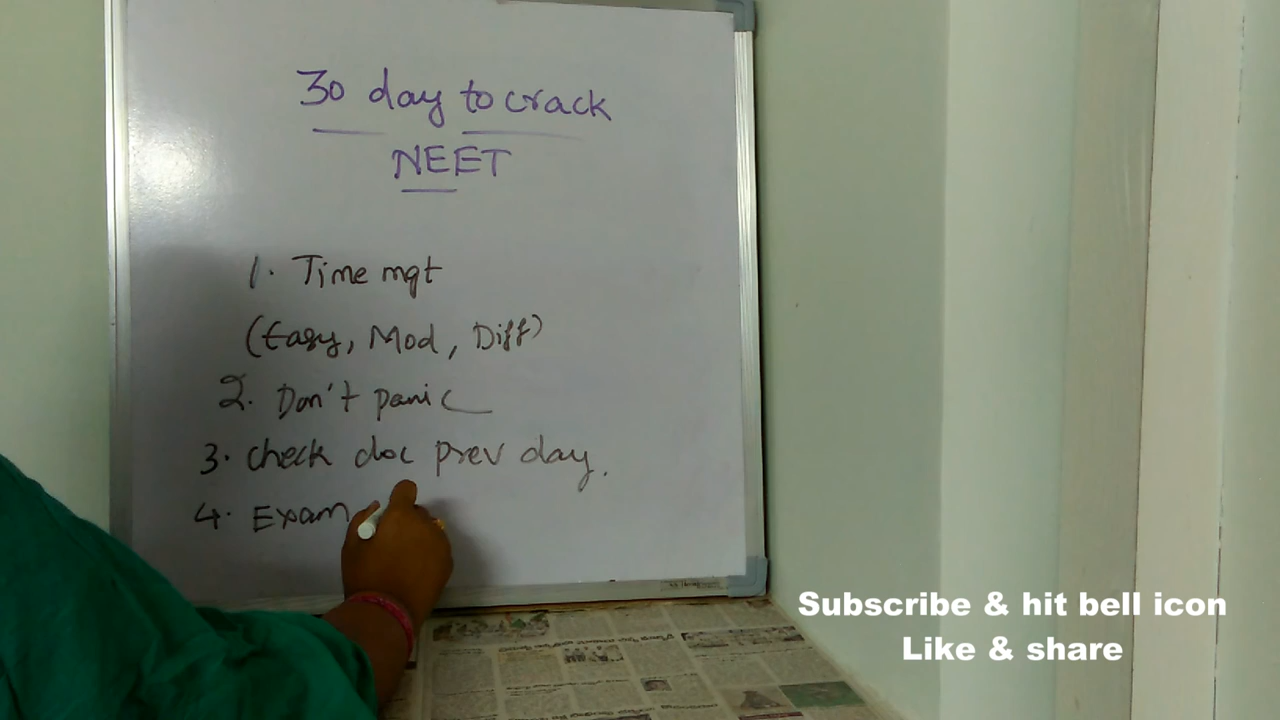 30 day to crack
NEET
1. Time mgt
(Easy, Mod, Diff)
2. Don't panic
3. check doc prev day.
4. Exam
Subscribe & hit bell icon
Like & share